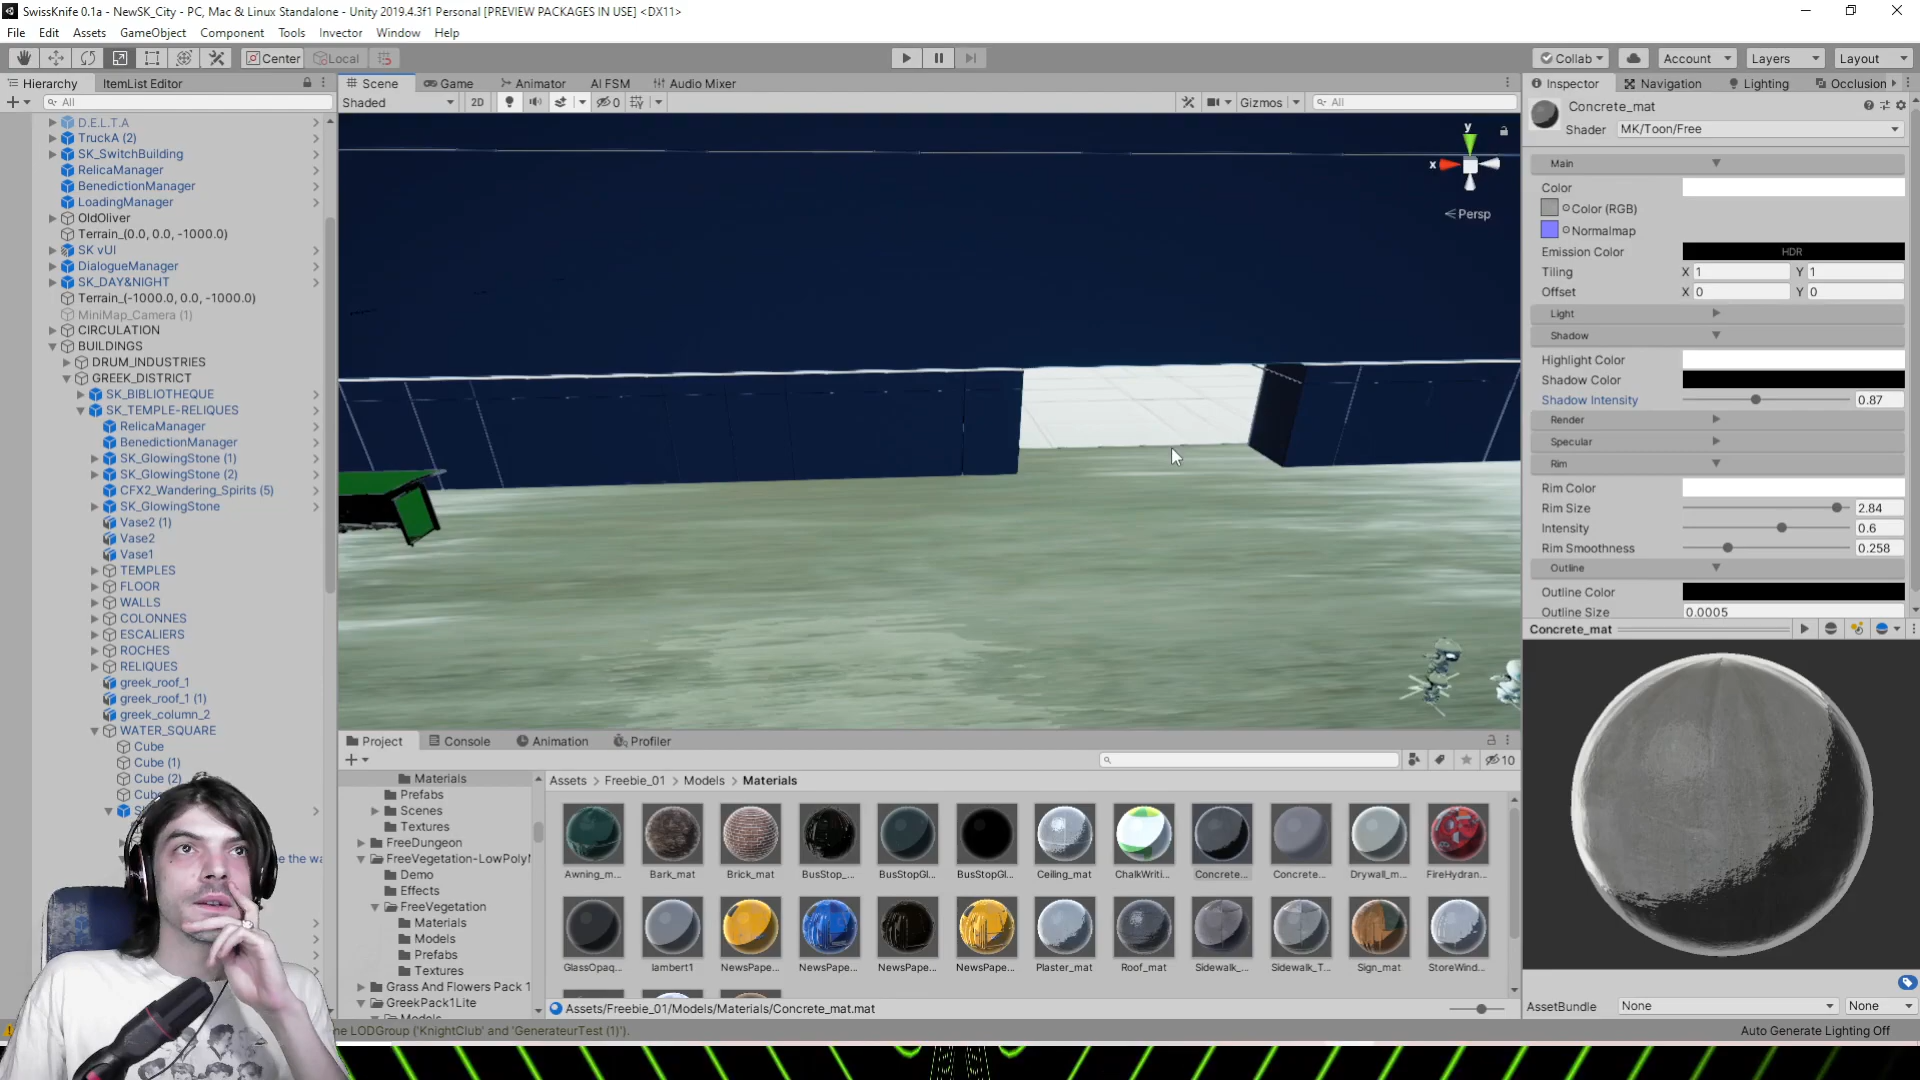 SwissKnife 0.1a - NewSK_City - PC, Mac & Linux Standalone - Unity 2019.4.3f1 Personal [PREVIEW PACKAGES IN USE] <DX11>
File Edit Assets GameObject Component Tools Invector Window Help
Center Local Collab Account Layers Layout
Hierarchy ItemList Editor
All
D.E.L.T.A
TruckA (2)
SK_SwitchBuilding
RelicaManager
BenedictionManager
LoadingManager
OldOliver
Terrain_(0.0, 0.0, -1000.0)
SK vUI
DialogueManager
SK_DAY&NIGHT
Terrain_(-1000.0, 0.0, -1000.0)
MiniMap_Camera (1)
CIRCULATION
BUILDINGS
DRUM_INDUSTRIES
GREEK_DISTRICT
SK_BIBLIOTHEQUE
SK_TEMPLE-RELIQUES
RelicaManager
BenedictionManager
SK_GlowingStone (1)
SK_GlowingStone (2)
CFX2_Wandering_Spirits (5)
SK_GlowingStone
Vase2 (1)
Vase2
Vase1
TEMPLES
FLOOR
WALLS
COLONNES
ESCALIERS
ROCHES
RELIQUES
greek_roof_1
greek_roof_1 (1)
greek_column_2
WATER_SQUARE
Cube
Cube (1)
Cube (2)
Scene Game Animator AI FSM Audio Mixer
Shaded 2D 0 Gizmos All
y
x
Persp
Inspector Navigation Lighting Occlusion
Concrete_mat
Shader MK/Toon/Free
Main
Color
Color (RGB)
Normalmap
Emission Color HDR
Tiling X 1 Y 1
Offset X 0 Y 0
Light
Shadow
Highlight Color
Shadow Color
Shadow Intensity 0.87
Render
Specular
Rim
Rim Color
Rim Size 2.84
Intensity 0.6
Rim Smoothness 0.258
Outline
Outline Color
Outline Size 0.0005
Concrete_mat
AssetBundle None None
Auto Generate Lighting Off
Project Console Animation Profiler
10
Materials
Prefabs
Scenes
Textures
FreeDungeon
FreeVegetation-LowPolyN
Demo
Effects
FreeVegetation
Materials
Models
Prefabs
Textures
Grass And Flowers Pack 1
GreekPack1Lite
Assets > Freebie_01 > Models > Materials
Awning_m... Bark_mat Brick_mat BusStop_... BusStopGl... BusStopGl... Ceiling_mat ChalkWriti... Concrete... Concrete... Drywall_m... FireHydran...
GlassOpaq... lambert1 NewsPape... NewsPape... NewsPape... NewsPape... Plaster_mat Roof_mat Sidewalk_... Sidewalk_T... Sign_mat StoreWind...
Assets/Freebie_01/Models/Materials/Concrete_mat.mat
ne LODGroup ('KnightClub' and 'GenerateurTest (1)').